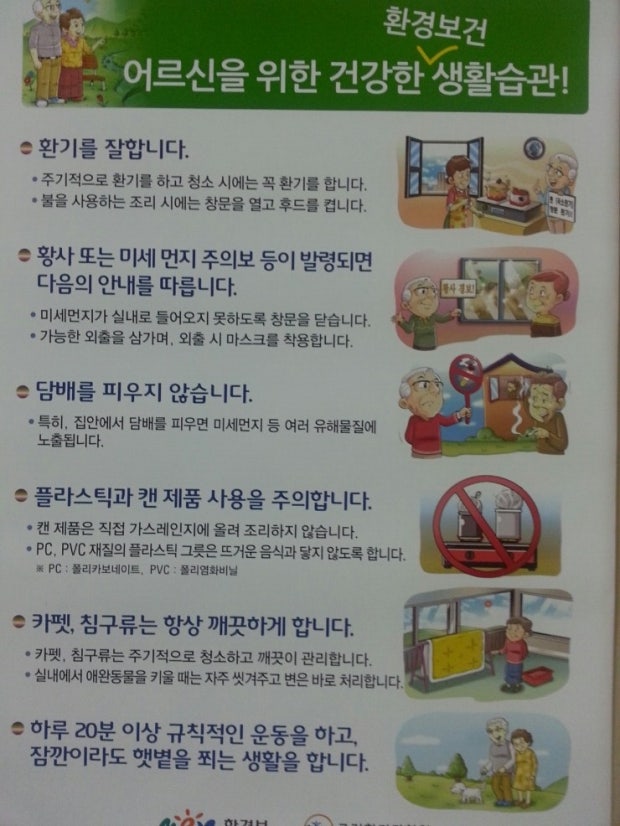 환경보건
어르신을 위한 건강한 생활습관!
환기를 잘합니다.
• 주기적으로 환기를 하고 청소 시에는 꼭 환기를 합니다.
• 불을 사용하는 조리 시에는 창문을 열고 후드를 켭니다.
황사 또는 미세 먼지 주의보 등이 발령되면
다음의 안내를 따릅니다.
• 미세먼지가 실내로 들어오지 못하도록 창문을 닫습니다.
• 가능한 외출을 삼가며, 외출 시 마스크를 착용합니다.
황사 경보!
담배를 피우지 않습니다.
• 특히, 집안에서 담배를 피우면 미세먼지 등 여러 유해물질에
노출됩니다.
플라스틱과 캔 제품 사용을 주의합니다.
• 캔 제품은 직접 가스레인지에 올려 조리하지 않습니다.
• PC, PVC 재질의 플라스틱 그릇은 뜨거운 음식과 닿지 않도록 합니다.
※ PC : 폴리카보네이트, PVC : 폴리염화비닐
카펫, 침구류는 항상 깨끗하게 합니다.
• 카펫, 침구류는 주기적으로 청소하고 깨끗이 관리합니다.
• 실내에서 애완동물을 키울 때는 자주 씻겨주고 변은 바로 처리합니다.
하루 20분 이상 규칙적인 운동을 하고,
잠깐이라도 햇볕을 쬐는 생활을 합니다.